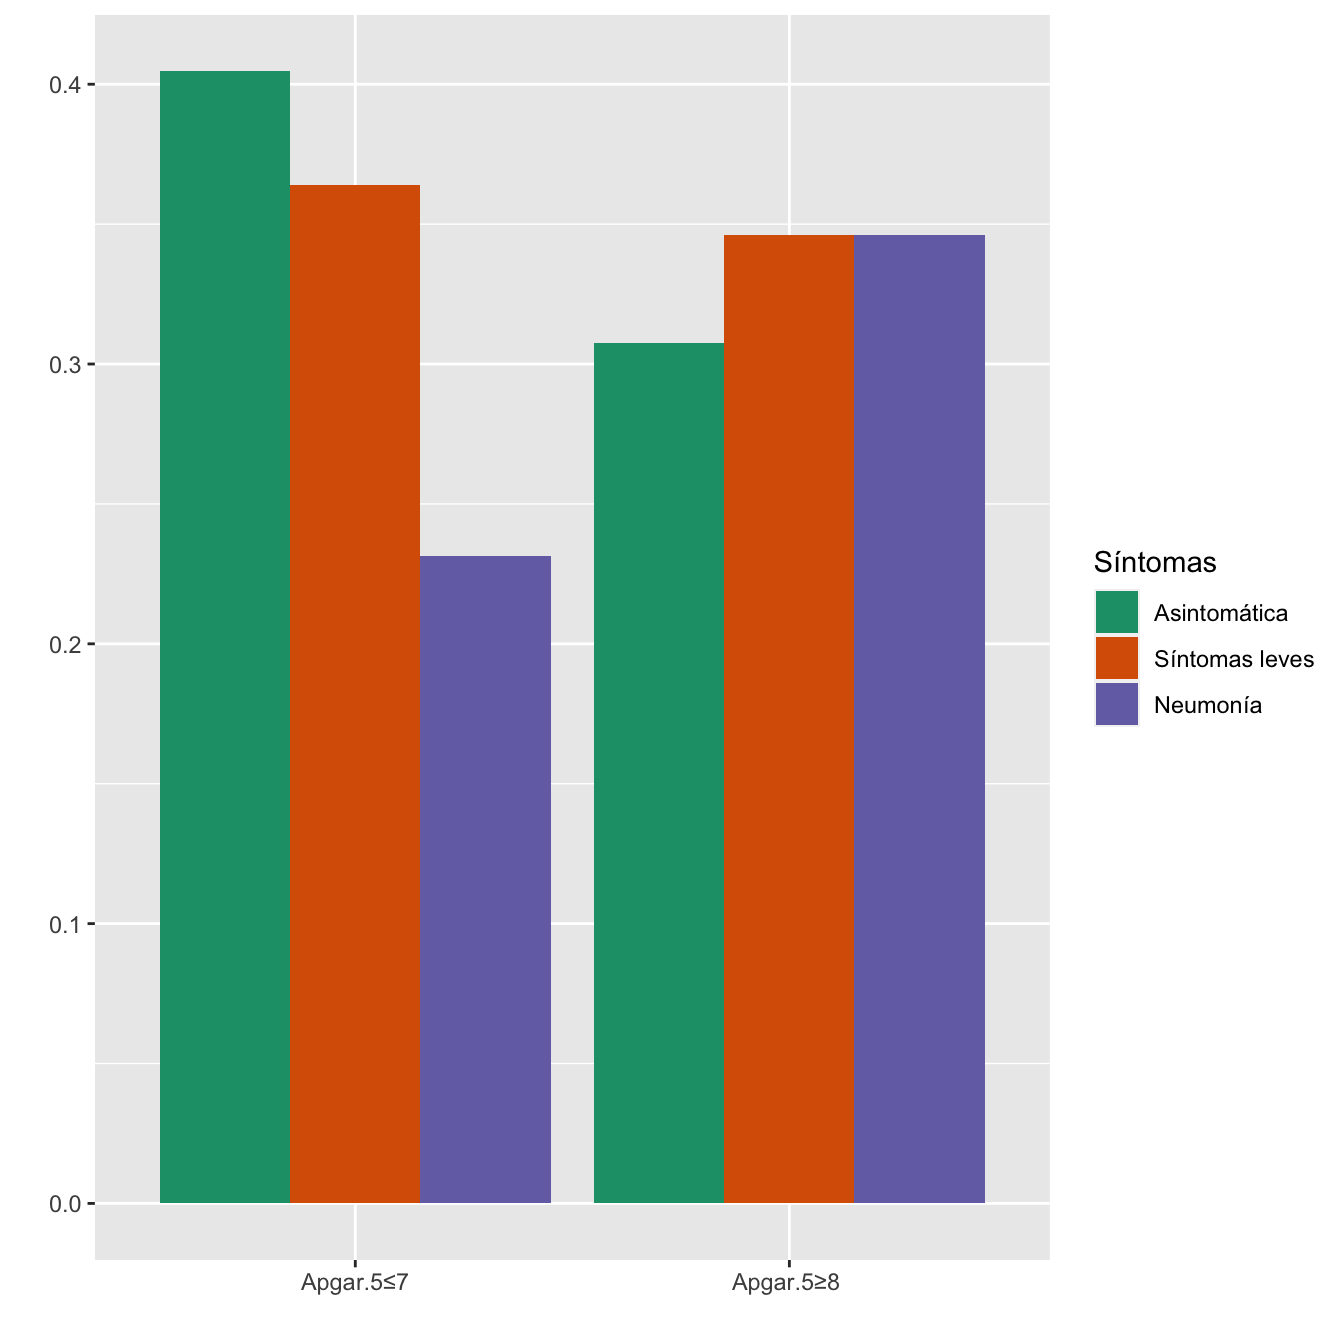 0.4
0.3
0.2
0.1
0.0
Apgar.5≤7
Apgar.5≥8
Síntomas
Asintomática
Síntomas leves
Neumonía